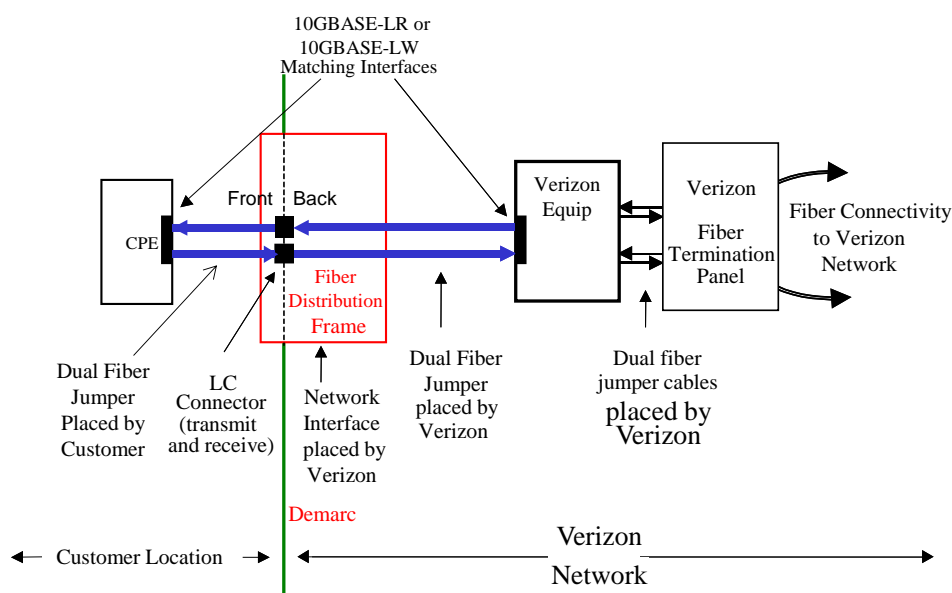 10GBASE-LR or
10GBASE-LW
Matching Interfaces
Front
Back
CPE
Verizon
Equip
Verizon
Fiber
Termination
Panel
Fiber Connectivity
to Verizon
Network
Fiber
Distribution
Frame
Dual Fiber
Jumper
Placed by
Customer
LC
Connector
(transmit
and receive)
Network
Interface
placed by
Verizon
Dual Fiber
Jumper
placed by
Verizon
Dual fiber
jumper cables
placed by
Verizon
Demarc
Customer Location
Verizon
Network